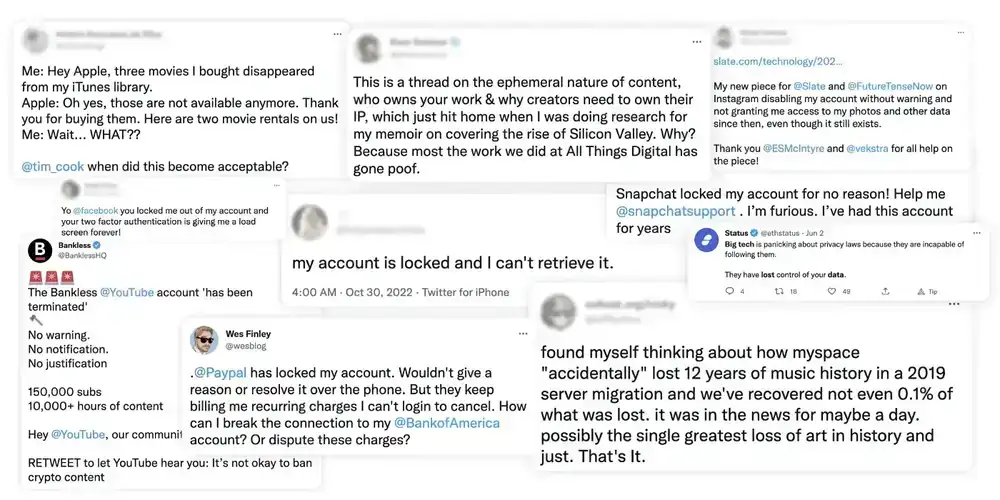 Me: Hey Apple, three movies I bought disappeared
from my iTunes library.
Apple: Oh yes, those are not available anymore. Thank
you for buying them. Here are two movie rentals on us!
Me: Wait... WHAT??
@tim_cook when did this become acceptable?
This is a thread on the ephemeral nature of content,
who owns your work & why creators need to own their
IP, which just hit home when I was doing research for
my memoir on covering the rise of Silicon Valley. Why?
Because most the work we did at All Things Digital has
gone poof.
slate.com/technology/202...
My new piece for @Slate and @FutureTenseNow on
Instagram disabling my account without warning and
not granting me access to my photos and other data
since then, even though it still exists.
Thank you @ESMcIntyre and @vekstra for all help on
the piece!
Yo @facebook you locked me out of my account and
your two factor authentication is giving me a load
screen forever!
my account is locked and I can't retrieve it.
4:00 AM · Oct 30, 2022 · Twitter for iPhone
Snapchat locked my account for no reason! Help me
@snapchatsupport . I'm furious. I've had this account
for years
Status @ethstatus · Jun 2
Big tech is panicking about privacy laws because they are incapable of
following them.
They have lost control of your data.
4 18 49 Tip
B
Bankless
@BanklessHQ
The Bankless @YouTube account 'has been
terminated'
No warning.
No notification.
No justification
150,000 subs
10,000+ hours of content
Hey @YouTube, our communit
RETWEET to let YouTube hear you: It's not okay to ban
crypto content
Wes Finley
@wesblog
.@Paypal has locked my account. Wouldn't give a
reason or resolve it over the phone. But they keep
billing me recurring charges I can't login to cancel. How
can I break the connection to my @BankofAmerica
account? Or dispute these charges?
found myself thinking about how myspace
"accidentally" lost 12 years of music history in a 2019
server migration and we've recovered not even 0.1% of
what was lost. it was in the news for maybe a day.
possibly the single greatest loss of art in history and
just. That's It.